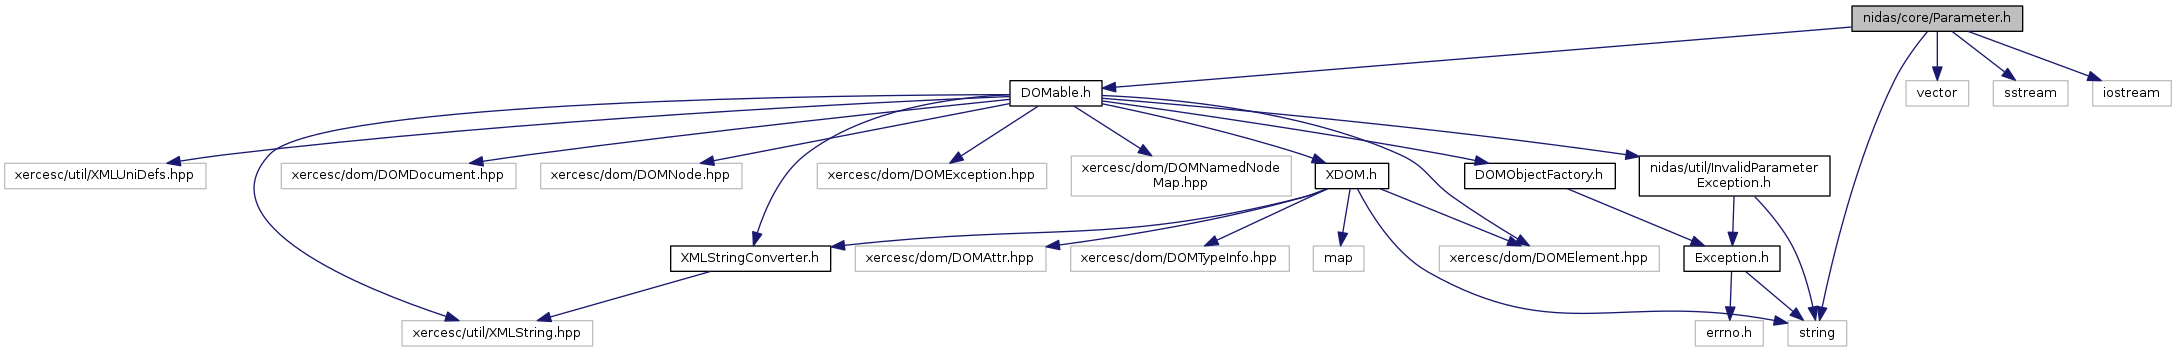 nidas/core/Parameter.h
DOMable.h
vector
sstream
iostream
xercesc/util/XMLUniDefs.hpp
xercesc/dom/DOMDocument.hpp
xercesc/dom/DOMNode.hpp
xercesc/dom/DOMException.hpp
xercesc/dom/DOMNamedNode
Map.hpp
XDOM.h
DOMObjectFactory.h
nidas/util/InvalidParameter
Exception.h
XMLStringConverter.h
xercesc/dom/DOMAttr.hpp
xercesc/dom/DOMTypeInfo.hpp
map
xercesc/dom/DOMElement.hpp
Exception.h
xercesc/util/XMLString.hpp
errno.h
string